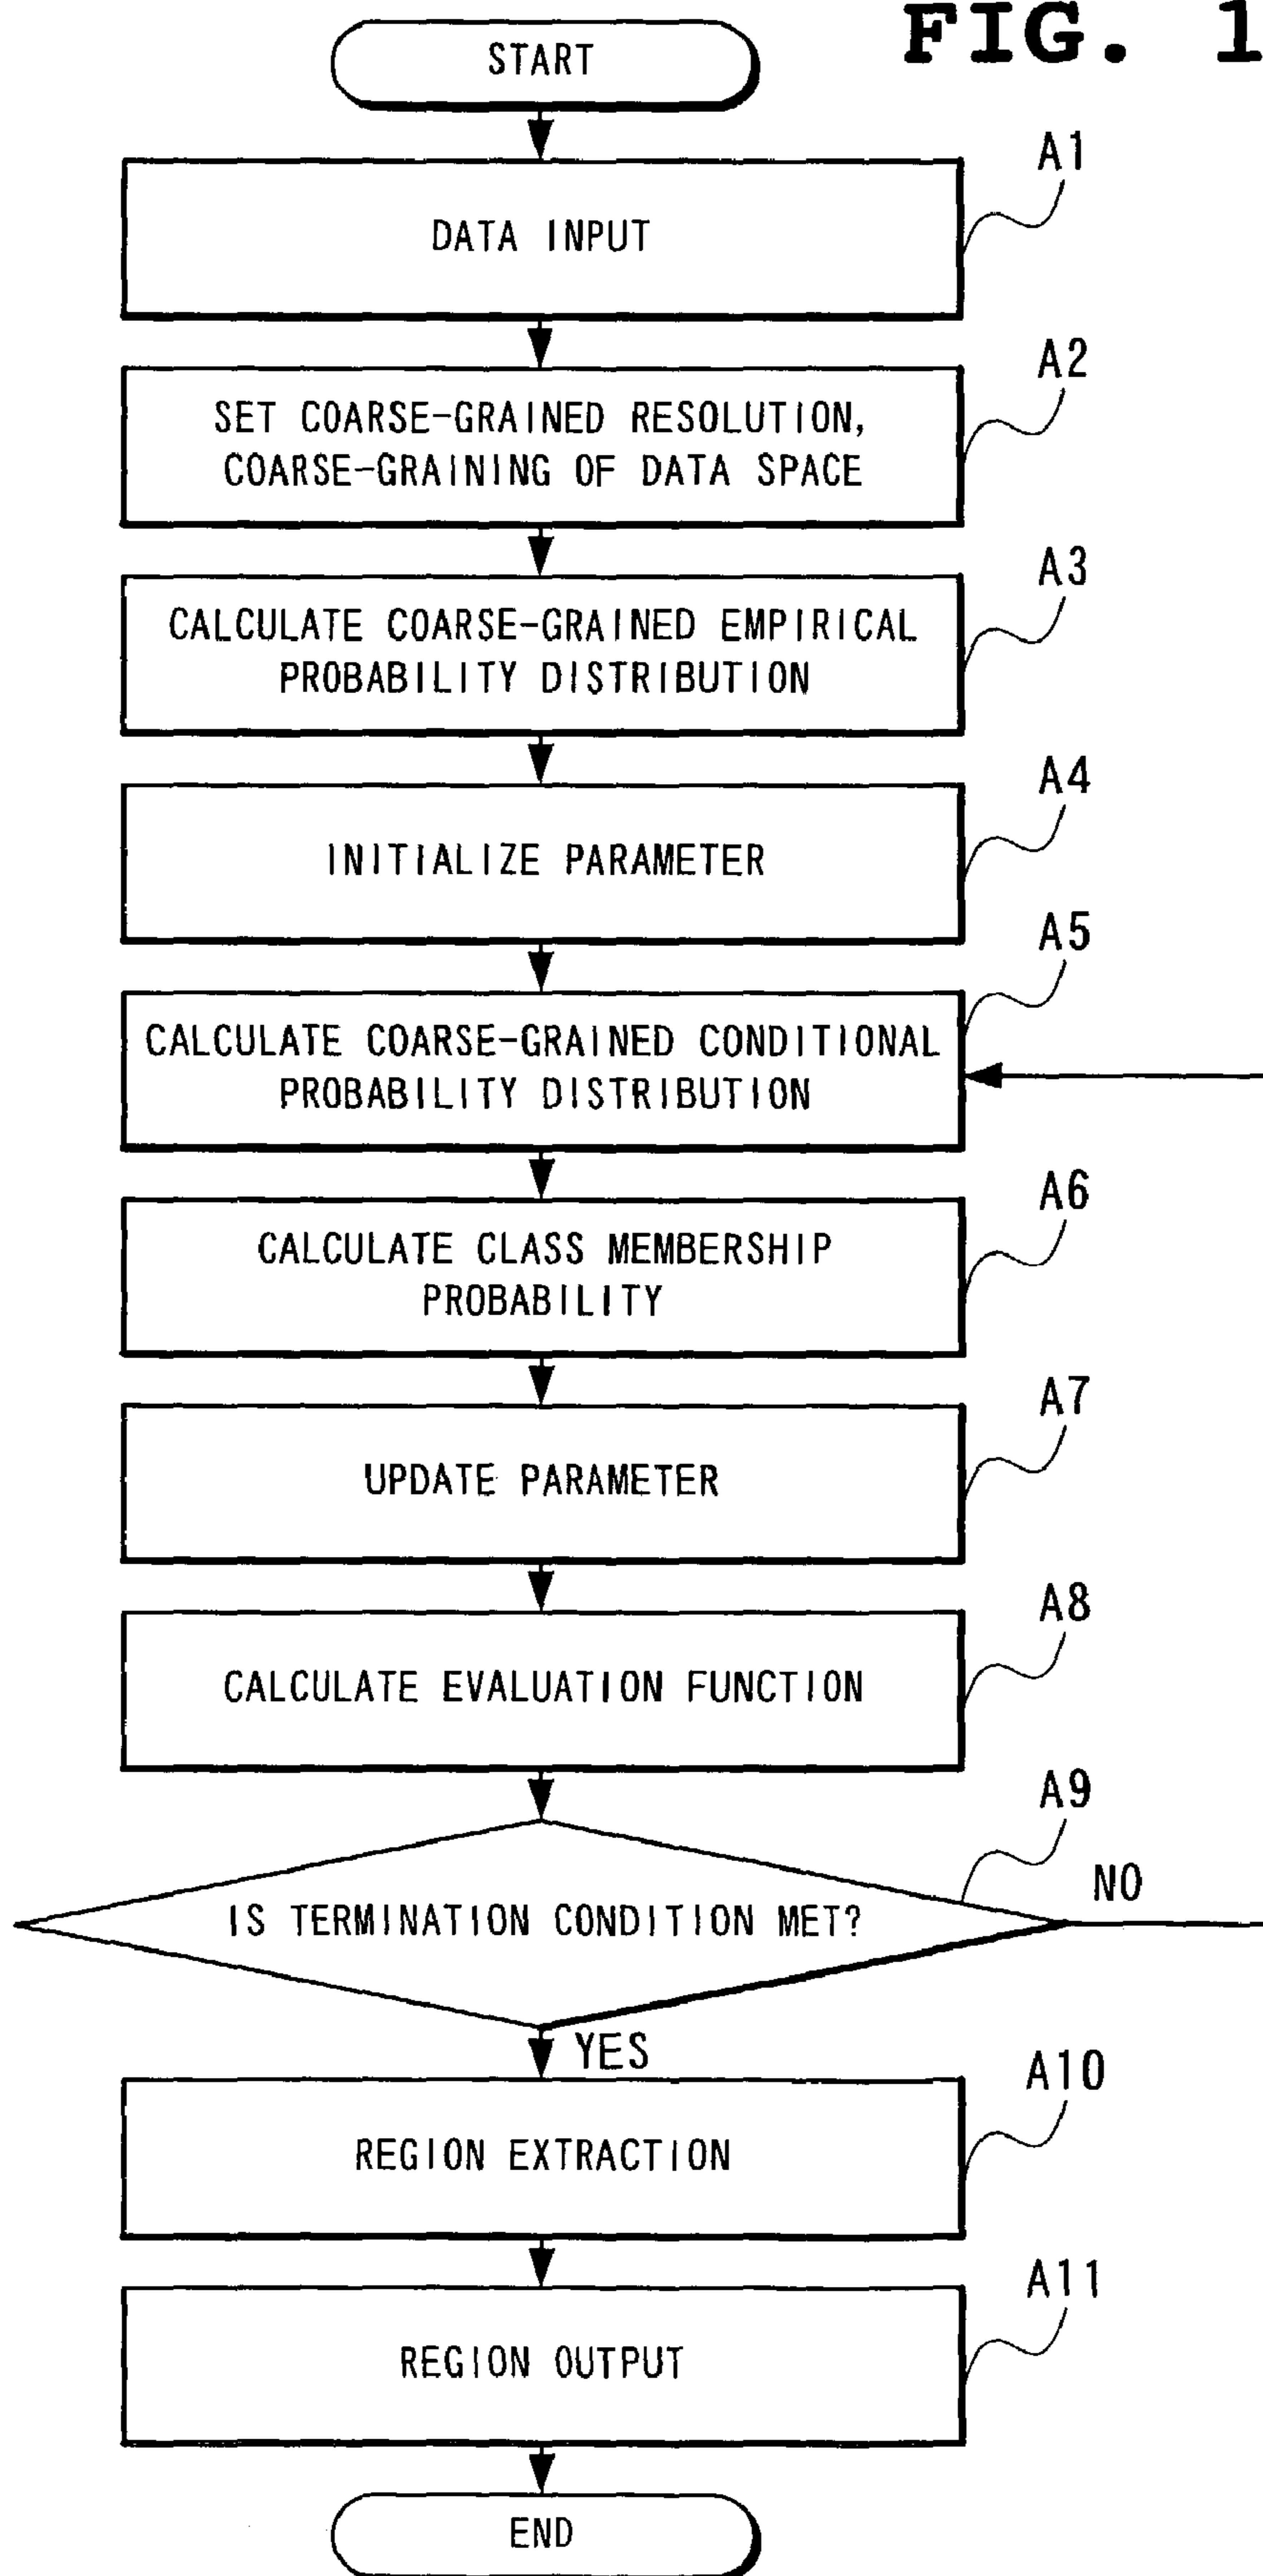 FIG. 1
START
A1
DATA INPUT
A2
SET COARSE-GRAINED RESOLUTION,
COARSE-GRAINING OF DATA SPACE
A3
CALCULATE COARSE-GRAINED EMPIRICAL
PROBABILITY DISTRIBUTION
A4
INITIALIZE PARAMETER
A5
CALCULATE COARSE-GRAINED CONDITIONAL
PROBABILITY DISTRIBUTION
A6
CALCULATE CLASS MEMBERSHIP
PROBABILITY
A7
UPDATE PARAMETER
A8
CALCULATE EVALUATION FUNCTION
A9
NO
IS TERMINATION CONDITION MET?
YES
A10
REGION EXTRACTION
A11
REGION OUTPUT
END